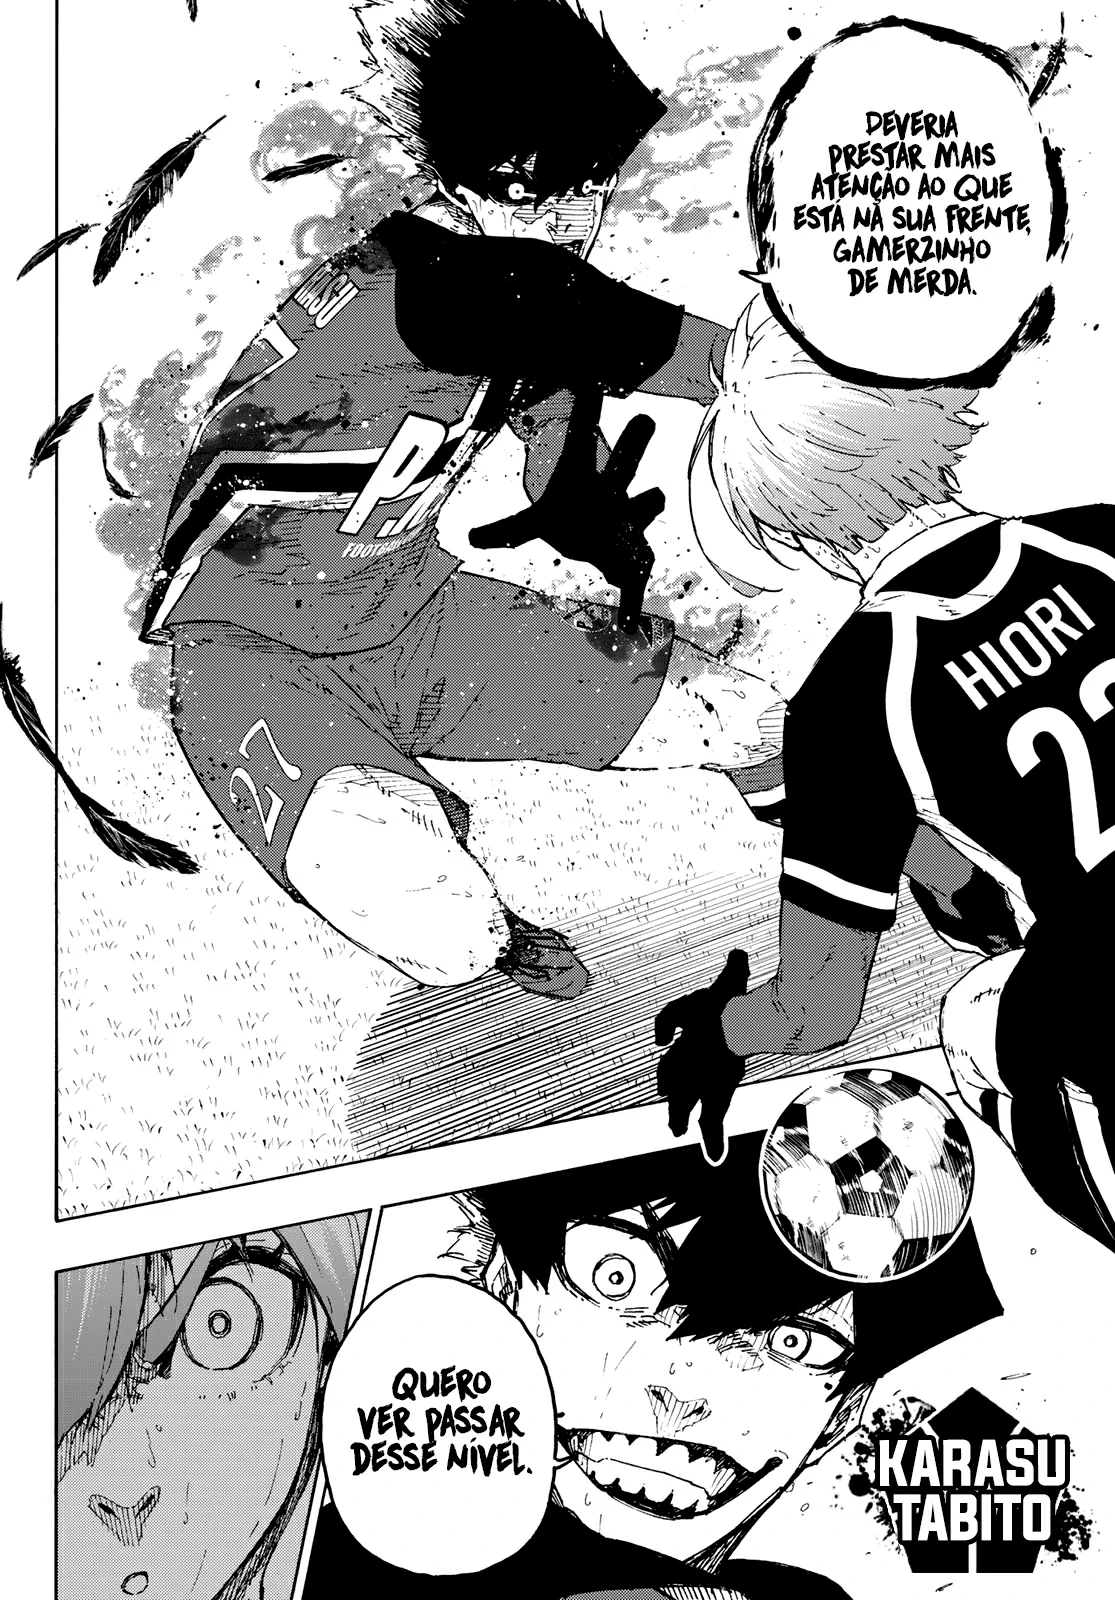 DEVERIA
PRESTAR MAIS
ATENÇÃO AO QUE
ESTÁ NA SUA FRENTE,
GAMERZINHO
DE MERDA.
P.X
FOOTBALL
27
HIORI
QUERO
VER PASSAR
DESSE NÍVEL.
KARASU
TABITO